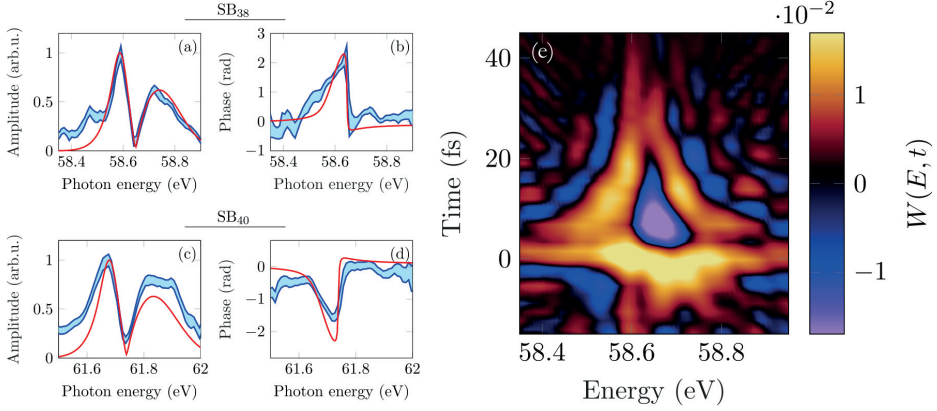 SB38
(a)
Amplitude (arb.u.)
1
0.5
0
58.4 58.6 58.8
Photon energy (eV)
(b)
Phase (rad)
3
2
1
0
−1
58.4 58.6 58.8
Photon energy (eV)
SB40
(c)
Amplitude (arb.u.)
1
0.5
0
61.6 61.8 62
Photon energy (eV)
(d)
Phase (rad)
0
−1
−2
61.6 61.8 62
Photon energy (eV)
(e)
Time (fs)
40
20
0
58.4 58.6 58.8
Energy (eV)
·10−2
1
0
−1
W(E, t)